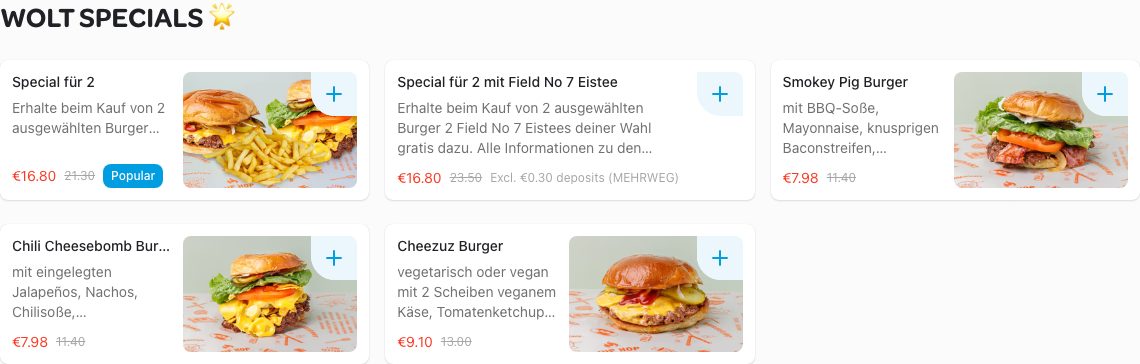 WOLT SPECIALS 🌟
Special für 2
Erhalte beim Kauf von 2
ausgewählten Burger...
€16.80 21.30 Popular
Special für 2 mit Field No 7 Eistee
Erhalte beim Kauf von 2 ausgewählten
Burger 2 Field No 7 Eistees deiner Wahl
gratis dazu. Alle Informationen zu den...
€16.80 23.50 Excl. €0.30 deposits (MEHRWEG)
Smokey Pig Burger
mit BBQ-Soße,
Mayonnaise, knusprigen
Baconstreifen,...
€7.98 11.40
Chili Cheesebomb Bur...
mit eingelegten
Jalapeños, Nachos,
Chilisoße,...
€7.98 11.40
Cheezuz Burger
vegetarisch oder vegan
mit 2 Scheiben veganem
Käse, Tomatenketchup...
€9.10 13.00